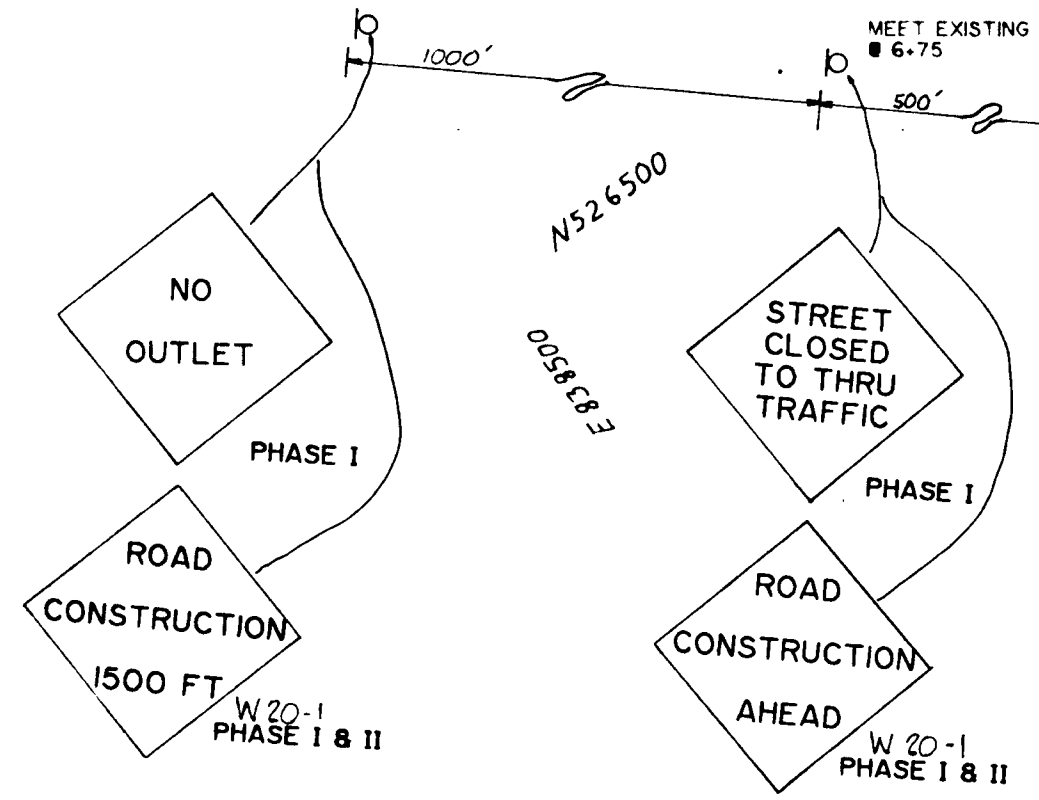 MEET EXISTING
@ 6+75
1000'
500'
N526500
E838500
NO
OUTLET
PHASE I
STREET
CLOSED
TO THRU
TRAFFIC
PHASE I
ROAD
CONSTRUCTION
1500 FT
W 20-1
PHASE I & II
ROAD
CONSTRUCTION
AHEAD
W 20-1
PHASE I & II